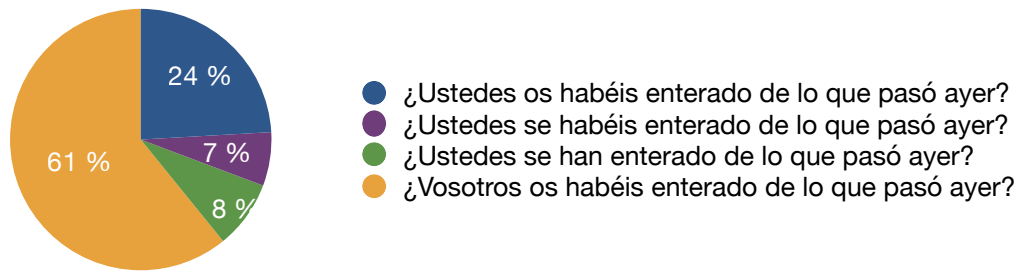 24 %
7 %
8 %
61 %
¿Ustedes os habéis enterado de lo que pasó ayer?
¿Ustedes se habéis enterado de lo que pasó ayer?
¿Ustedes se han enterado de lo que pasó ayer?
¿Vosotros os habéis enterado de lo que pasó ayer?